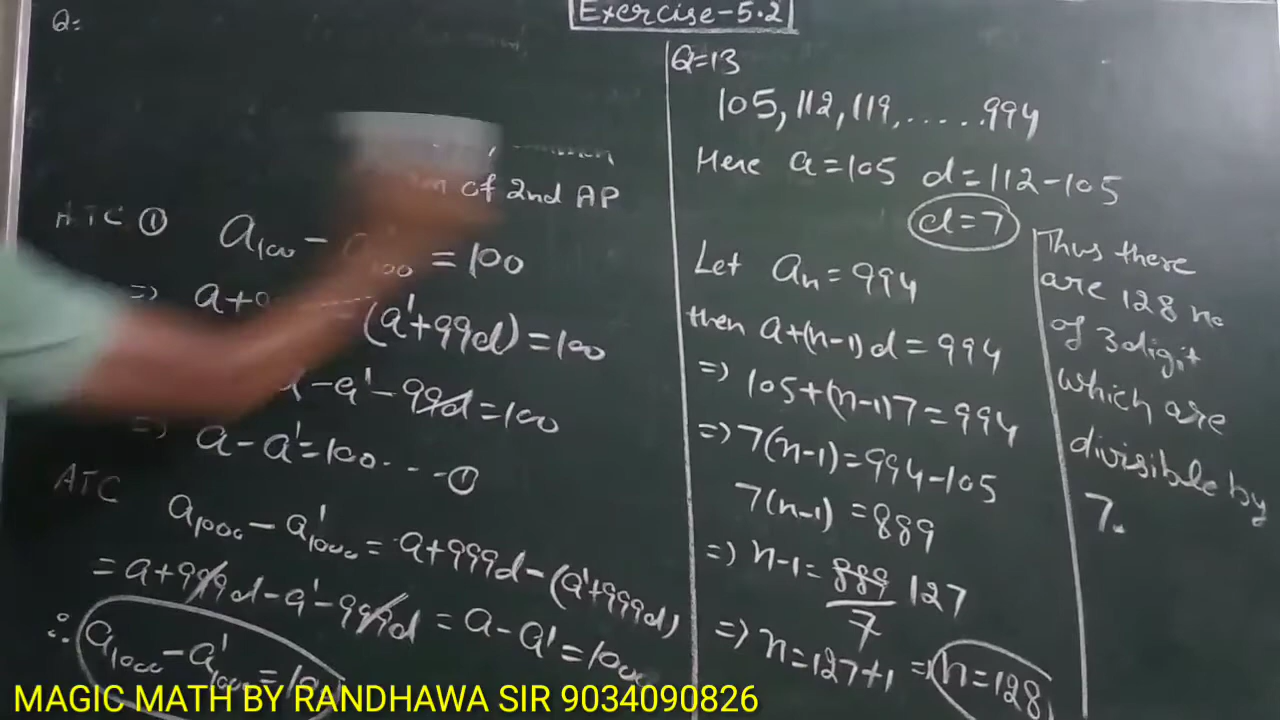 Exercise-5.2
Q:
of 2nd AP
ATC ①
= 100
(a'+99d)=100
-a'-99d=100
=> a-a'=100...-①
ATC
a1000-a'1000=a+999d-(a'+999d)
=a+999d-a'-999d=a-a'=100
∴ a1000-a'1000=10
Q=13
105,112,119,......994
Here a=105 d=112-105
d=7
Let an=994
then a+(n-1)d=994
=> 105+(n-1)7=994
=> 7(n-1)=994-105
7(n-1)=889
=> n-1=889/7 127
=> n=127+1 => n=128
Thus there
are 128 no
of 3digit
which are
divisible by
7.
MAGIC MATH BY RANDHAWA SIR 9034090826